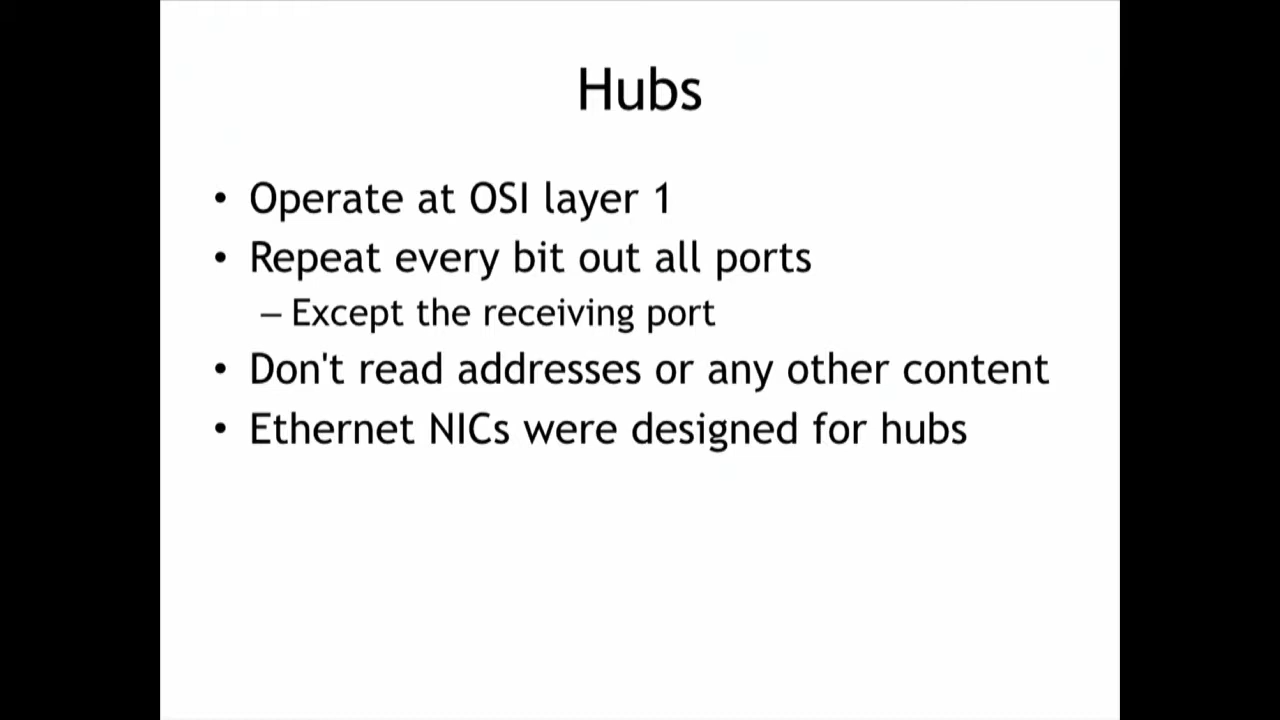 Hubs
• Operate at OSI layer 1
• Repeat every bit out all ports
– Except the receiving port
• Don't read addresses or any other content
• Ethernet NICs were designed for hubs